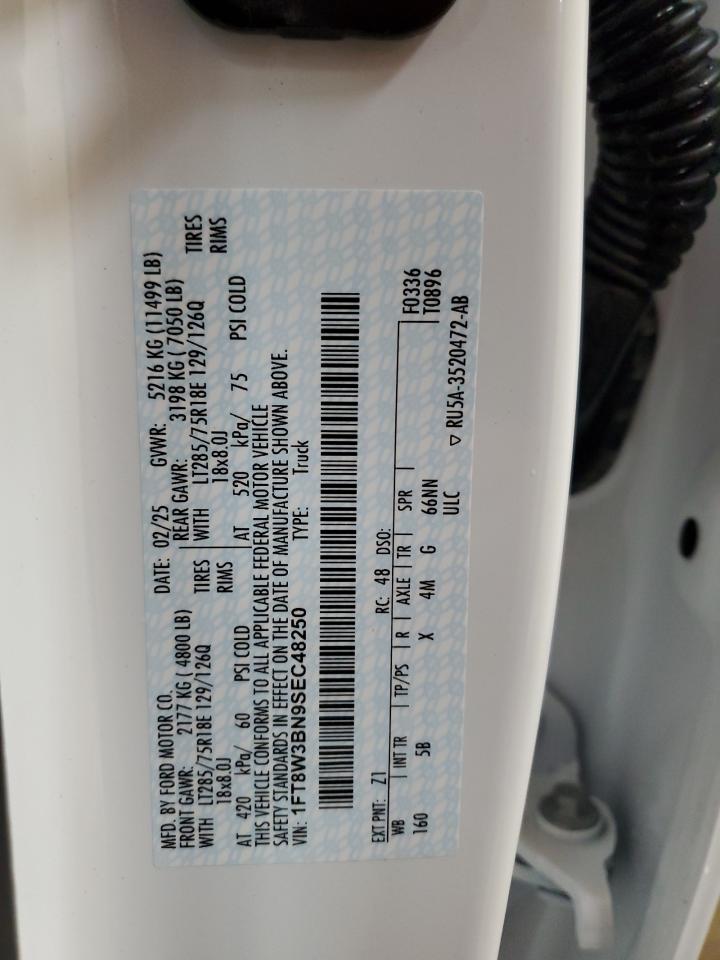 MFD. BY FORD MOTOR CO. DATE: 02/25 GVWR: 5216 KG (11499 LB)
FRONT GAWR: 2177 KG ( 4800 LB) REAR GAWR: 3198 KG ( 7050 LB)
WITH LT285/75R18E 129/126Q TIRES WITH LT285/75R18E 129/126Q TIRES
18x8.0J RIMS 18x8.0J RIMS
AT 420 kPa/ 60 PSI COLD AT 520 kPa/ 75 PSI COLD
THIS VEHICLE CONFORMS TO ALL APPLICABLE FEDERAL MOTOR VEHICLE
SAFETY STANDARDS IN EFFECT ON THE DATE OF MANUFACTURE SHOWN ABOVE.
VIN: 1FT8W3BN9SEC48250 TYPE: Truck
EXT PNT: Z1 RC: 48 DSO: F0336
WB INT TR TP/PS R AXLE TR SPR T0896
160 5B X 4M G 66NN
ULC ▽ RU5A-3520472-AB